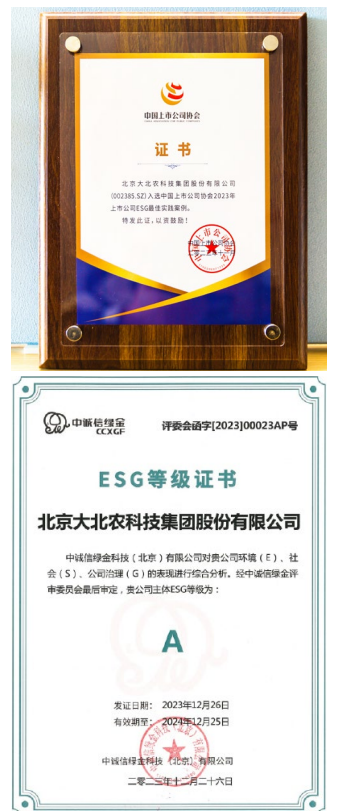 中国上市公司协会
证书
北京大北农科技集团股份有限公司
(002385.SZ)入选中国上市公司协会2023年
上市公司ESG最佳实践案例。
特发此证,以资鼓励!
中国上市公司协会
中诚信绿金
CCXGF
评委会函字[2023]00023AP号
ESG等级证书
北京大北农科技集团股份有限公司
中诚信绿金科技(北京)有限公司对贵公司环境(E)、社
会(S)、公司治理(G)的表现进行综合分析。经中诚信绿金评
审委员会最后审定,贵公司主体ESG等级为:
A
发证日期: 2023年12月26日
有效期至: 2024年12月25日
中诚信绿金科技(北京)有限公司
二零二三年十二月二十六日